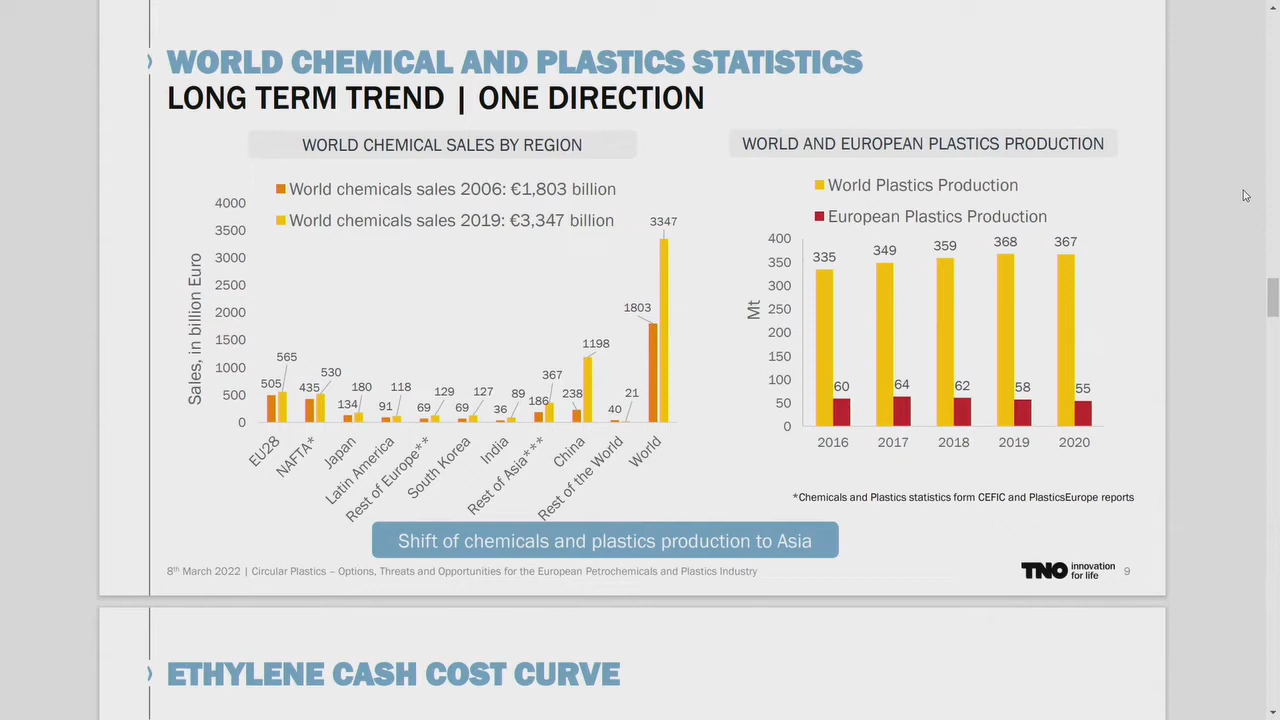 WORLD CHEMICAL AND PLASTICS STATISTICS
LONG TERM TREND | ONE DIRECTION
WORLD CHEMICAL SALES BY REGION
World chemicals sales 2006: €1,803 billion
World chemicals sales 2019: €3,347 billion
Sales, in billion Euro
4000
3500
3000
2500
2000
1500
1000
500
0
505
565
435
530
134
180
91
118
69
129
69
127
36
89
186
367
238
1198
40
21
1803
3347
EU28
NAFTA*
Japan
Latin America
Rest of Europe**
South Korea
India
Rest of Asia***
China
Rest of the World
World
WORLD AND EUROPEAN PLASTICS PRODUCTION
World Plastics Production
European Plastics Production
Mt
400
350
300
250
200
150
100
50
0
335
349
359
368
367
60
64
62
58
55
2016
2017
2018
2019
2020
*Chemicals and Plastics statistics form CEFIC and PlasticsEurope reports
Shift of chemicals and plastics production to Asia
8th March 2022 | Circular Plastics – Options, Threats and Opportunities for the European Petrochemicals and Plastics Industry
TNO innovation
for life
9
ETHYLENE CASH COST CURVE